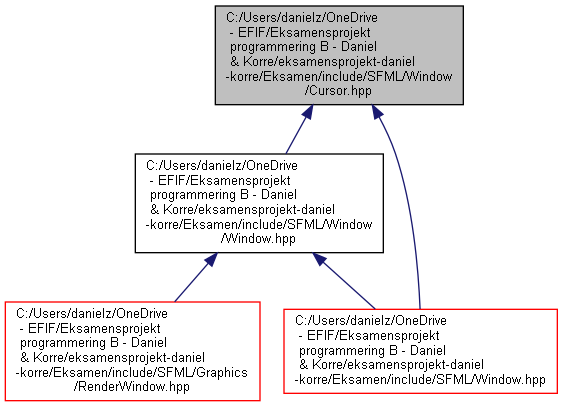 C:/Users/danielz/OneDrive
- EFIF/Eksamensprojekt
programmering B - Daniel
& Korre/eksamensprojekt-daniel
-korre/Eksamen/include/SFML/Window
/Cursor.hpp
C:/Users/danielz/OneDrive
- EFIF/Eksamensprojekt
programmering B - Daniel
& Korre/eksamensprojekt-daniel
-korre/Eksamen/include/SFML/Window
/Window.hpp
C:/Users/danielz/OneDrive
- EFIF/Eksamensprojekt
programmering B - Daniel
& Korre/eksamensprojekt-daniel
-korre/Eksamen/include/SFML/Graphics
/RenderWindow.hpp
C:/Users/danielz/OneDrive
- EFIF/Eksamensprojekt
programmering B - Daniel
& Korre/eksamensprojekt-daniel
-korre/Eksamen/include/SFML/Window.hpp